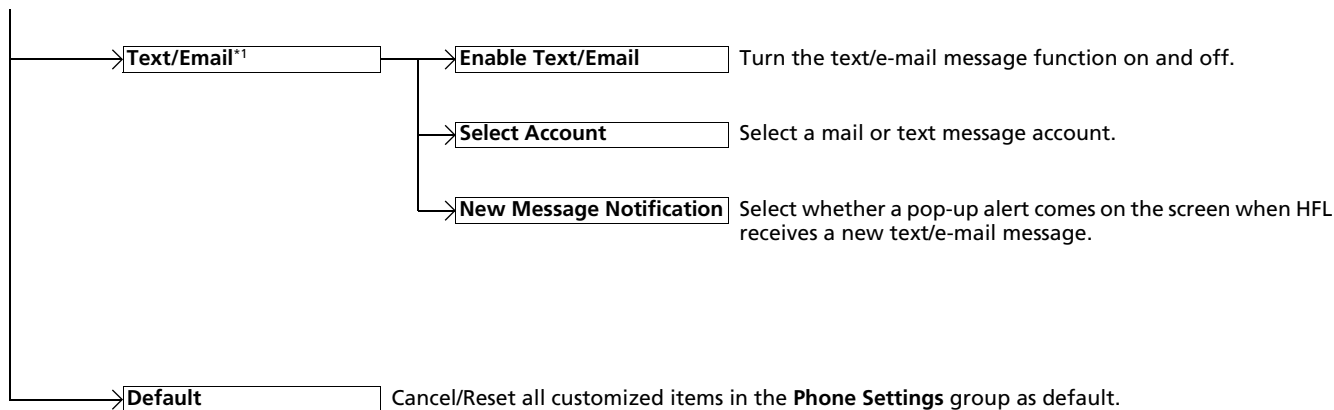 Text/Email*1
Enable Text/Email
Turn the text/e-mail message function on and off.
Select Account
Select a mail or text message account.
New Message Notification
Select whether a pop-up alert comes on the screen when HFL
receives a new text/e-mail message.
Default
Cancel/Reset all customized items in the Phone Settings group as default.